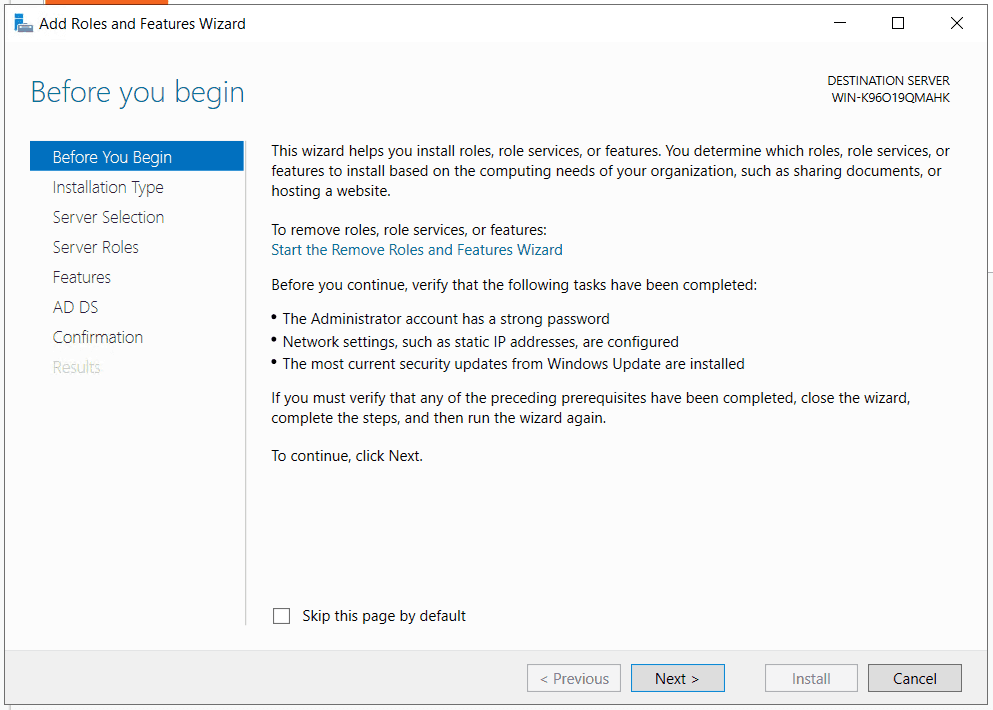 Add Roles and Features Wizard
Before you begin
DESTINATION SERVER
WIN-K96O19QMAHK
Before You Begin
Installation Type
Server Selection
Server Roles
Features
AD DS
Confirmation
Results
This wizard helps you install roles, role services, or features. You determine which roles, role services, or
features to install based on the computing needs of your organization, such as sharing documents, or
hosting a website.
To remove roles, role services, or features:
Start the Remove Roles and Features Wizard
Before you continue, verify that the following tasks have been completed:
• The Administrator account has a strong password
• Network settings, such as static IP addresses, are configured
• The most current security updates from Windows Update are installed
If you must verify that any of the preceding prerequisites have been completed, close the wizard,
complete the steps, and then run the wizard again.
To continue, click Next.
Skip this page by default
< Previous
Next >
Install
Cancel